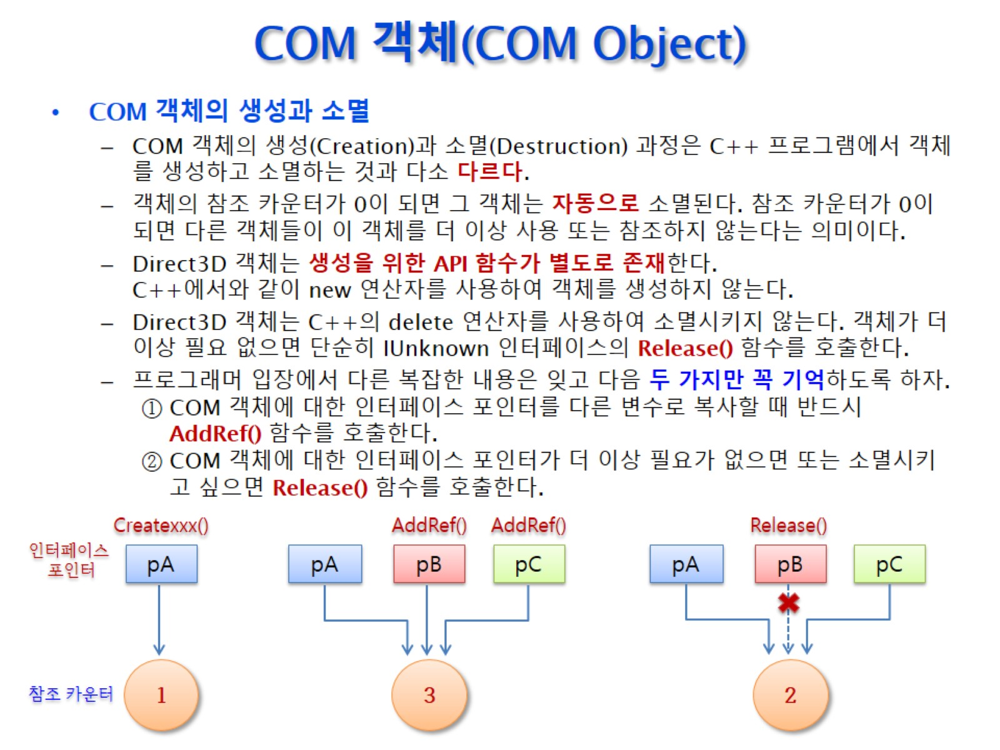 COM 객체(COM Object)
• COM 객체의 생성과 소멸
– COM 객체의 생성(Creation)과 소멸(Destruction) 과정은 C++ 프로그램에서 객체
를 생성하고 소멸하는 것과 다소 다르다.
– 객체의 참조 카운터가 0이 되면 그 객체는 자동으로 소멸된다. 참조 카운터가 0이
되면 다른 객체들이 이 객체를 더 이상 사용 또는 참조하지 않는다는 의미이다.
– Direct3D 객체는 생성을 위한 API 함수가 별도로 존재한다.
C++에서와 같이 new 연산자를 사용하여 객체를 생성하지 않는다.
– Direct3D 객체는 C++의 delete 연산자를 사용하여 소멸시키지 않는다. 객체가 더
이상 필요 없으면 단순히 IUnknown 인터페이스의 Release() 함수를 호출한다.
– 프로그래머 입장에서 다른 복잡한 내용은 잊고 다음 두 가지만 꼭 기억하도록 하자.
① COM 객체에 대한 인터페이스 포인터를 다른 변수로 복사할 때 반드시
AddRef() 함수를 호출한다.
② COM 객체에 대한 인터페이스 포인터가 더 이상 필요가 없으면 또는 소멸시키
고 싶으면 Release() 함수를 호출한다.
Createxxx() AddRef() AddRef() Release()
인터페이스
포인터
pA pA pB pC pA pB pC
참조 카운터 1 3 2